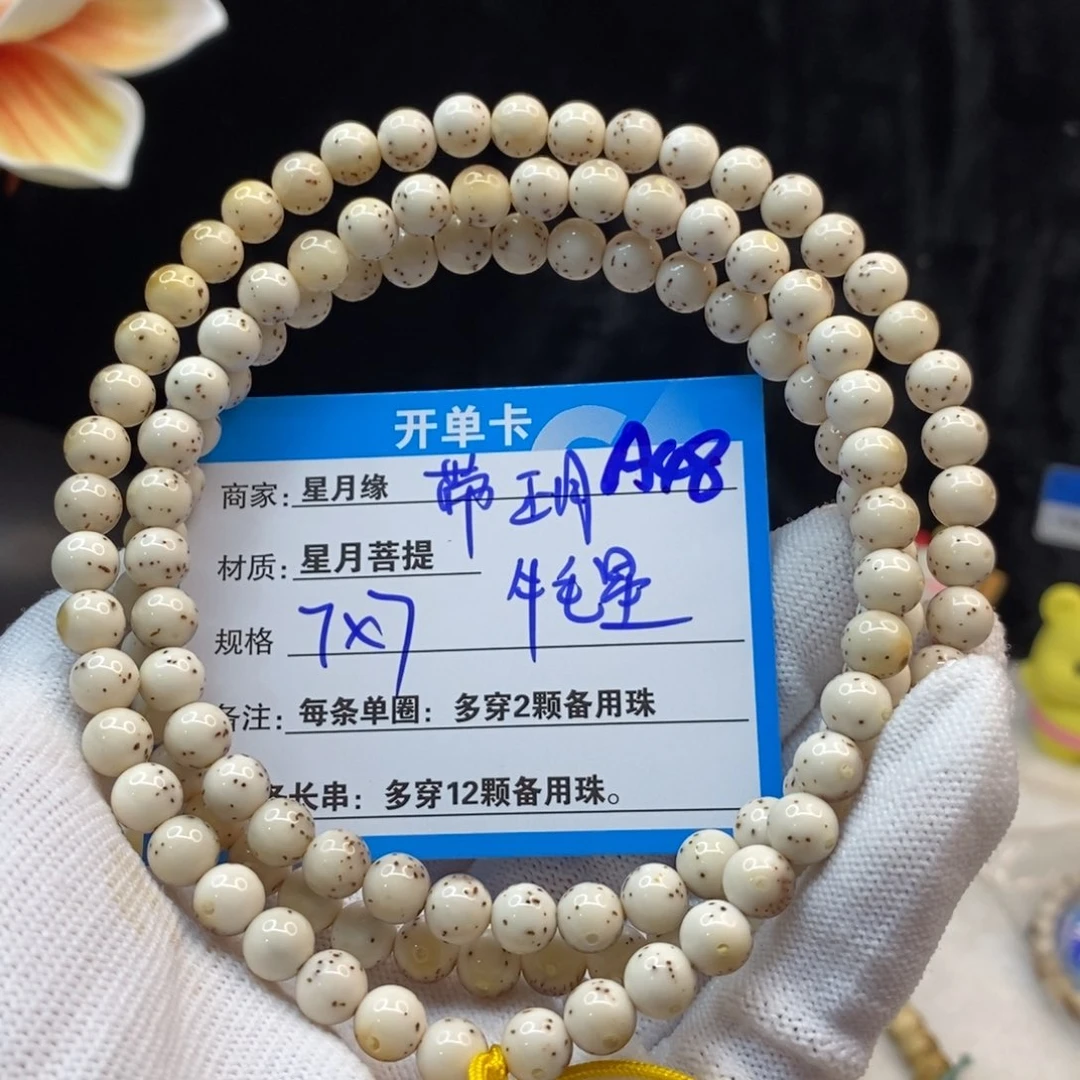 开单卡
商家：星月缘 带正月 A48
材质：星月菩提
规格 7x7 牛毛星
备注：每条单圈：多穿2颗备用珠
长串：多穿12颗备用珠。